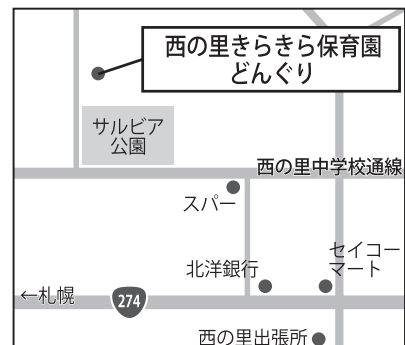 西の里きらきら保育園
どんぐり
サルビア
公園
西の里中学校通線
スパー
セイコー
マート
北洋銀行
←札幌
274
西の里出張所